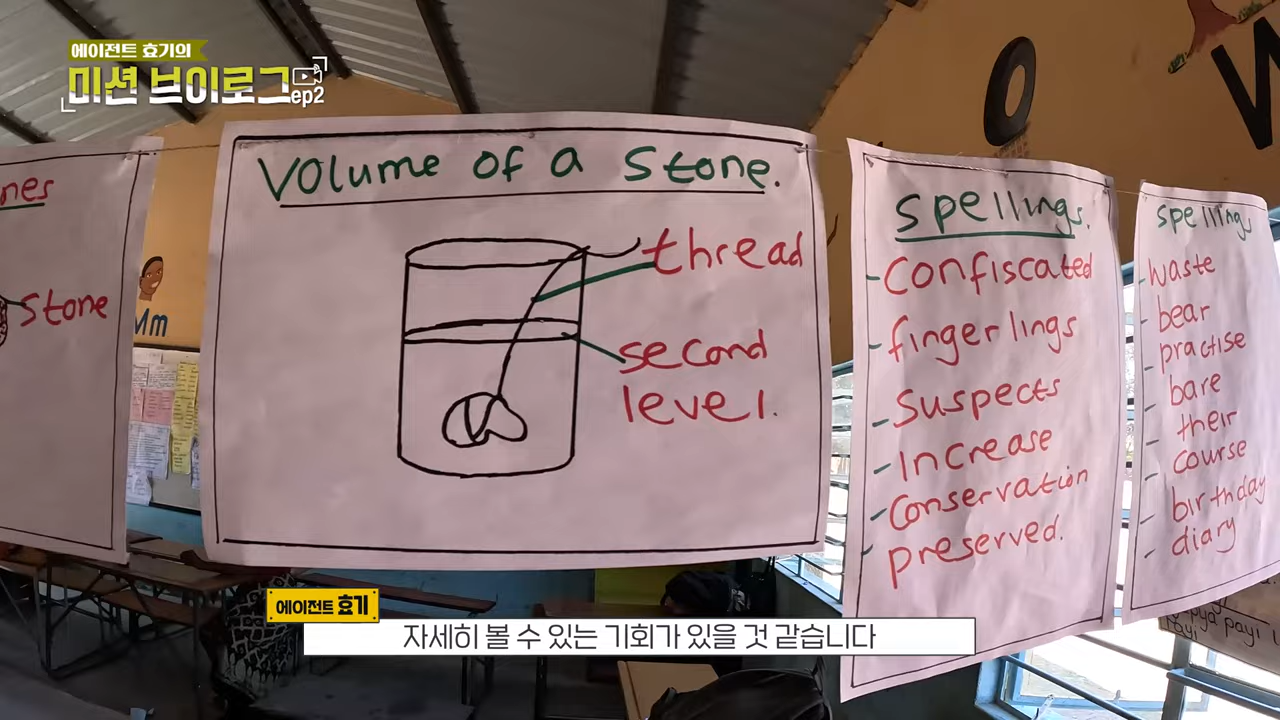 에이전트 효기의
미션 브이로그
ep2
nes
Stone
Mm
Volume of a Stone.
thread
second
level.
spellings.
- Confiscated
- fingerlings
- Suspects
- Increase
- Conservation
- preserved.
spellings
- waste
- bear
- practise
- bare
- their
- course
- birthday
- diary
O
W
payi
에이전트 효기
자세히 볼 수 있는 기회가 있을 것 같습니다